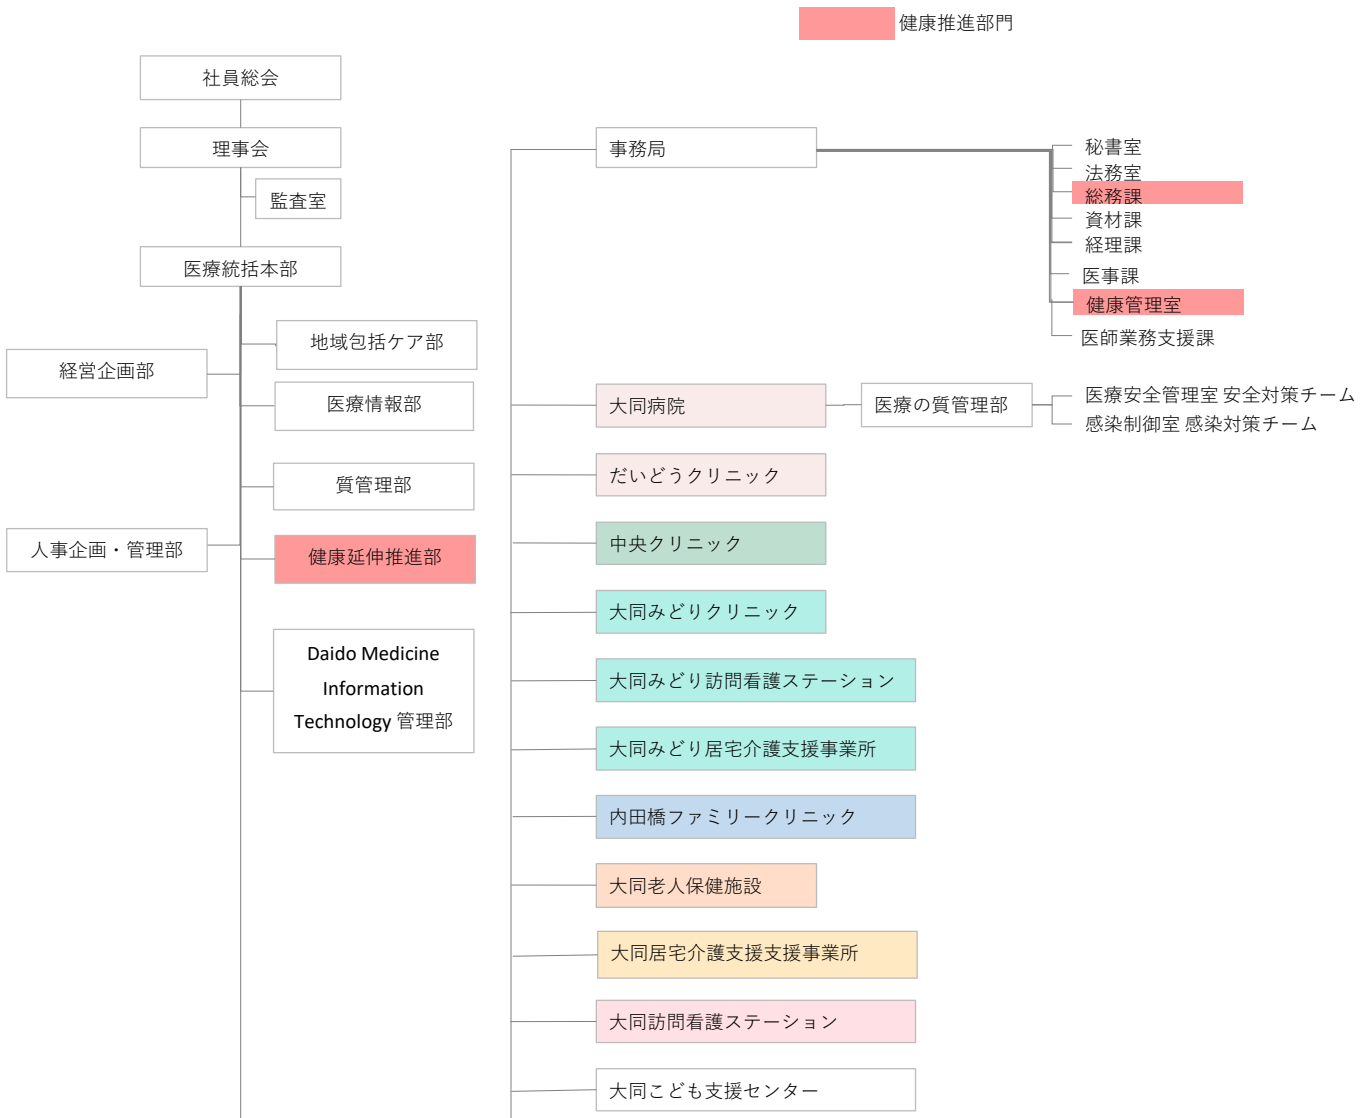 健康推進部門
社員総会
理事会
監査室
医療統括本部
地域包括ケア部
経営企画部
医療情報部
質管理部
人事企画・管理部
健康延伸推進部
Daido Medicine
Information
Technology 管理部
事務局
秘書室
法務室
総務課
資材課
経理課
医事課
健康管理室
医師業務支援課
大同病院
医療の質管理部
医療安全管理室 安全対策チーム
感染制御室 感染対策チーム
だいどうクリニック
中央クリニック
大同みどりクリニック
大同みどり訪問看護ステーション
大同みどり居宅介護支援事業所
内田橋ファミリークリニック
大同老人保健施設
大同居宅介護支援支援事業所
大同訪問看護ステーション
大同こども支援センター